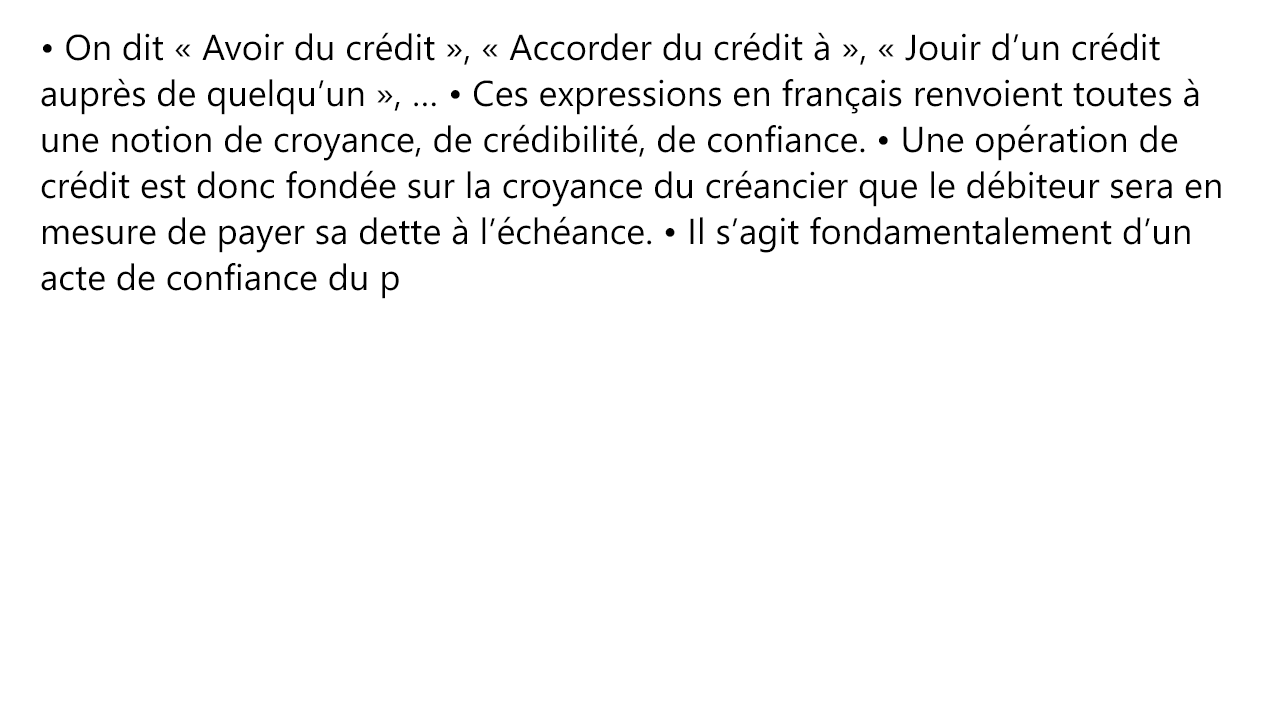 • On dit « Avoir du crédit », « Accorder du crédit à », « Jouir d’un crédit
auprès de quelqu’un », … • Ces expressions en français renvoient toutes à
une notion de croyance, de crédibilité, de confiance. • Une opération de
crédit est donc fondée sur la croyance du créancier que le débiteur sera en
mesure de payer sa dette à l’échéance. • Il s’agit fondamentalement d’un
acte de confiance du p